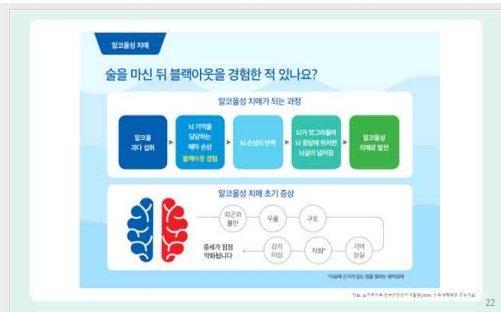 알코올성 치매
술을 마신 뒤 블랙아웃을 경험한 적 있나요?
알코올성 치매가 되는 과정
알코올
과다 섭취
뇌 기억을
담당하는
해마 손상
블랙아웃 경험
뇌 손상의 반복
뇌가 쪼그라들며
뇌 중앙에 위치한
뇌실이 넓어짐
알코올성
치매로 발전
알코올성 치매 초기 증상
피곤과
불안
우울
구토
기억
상실
작화*
감각
이상
증세가 점점
악화됩니다
22